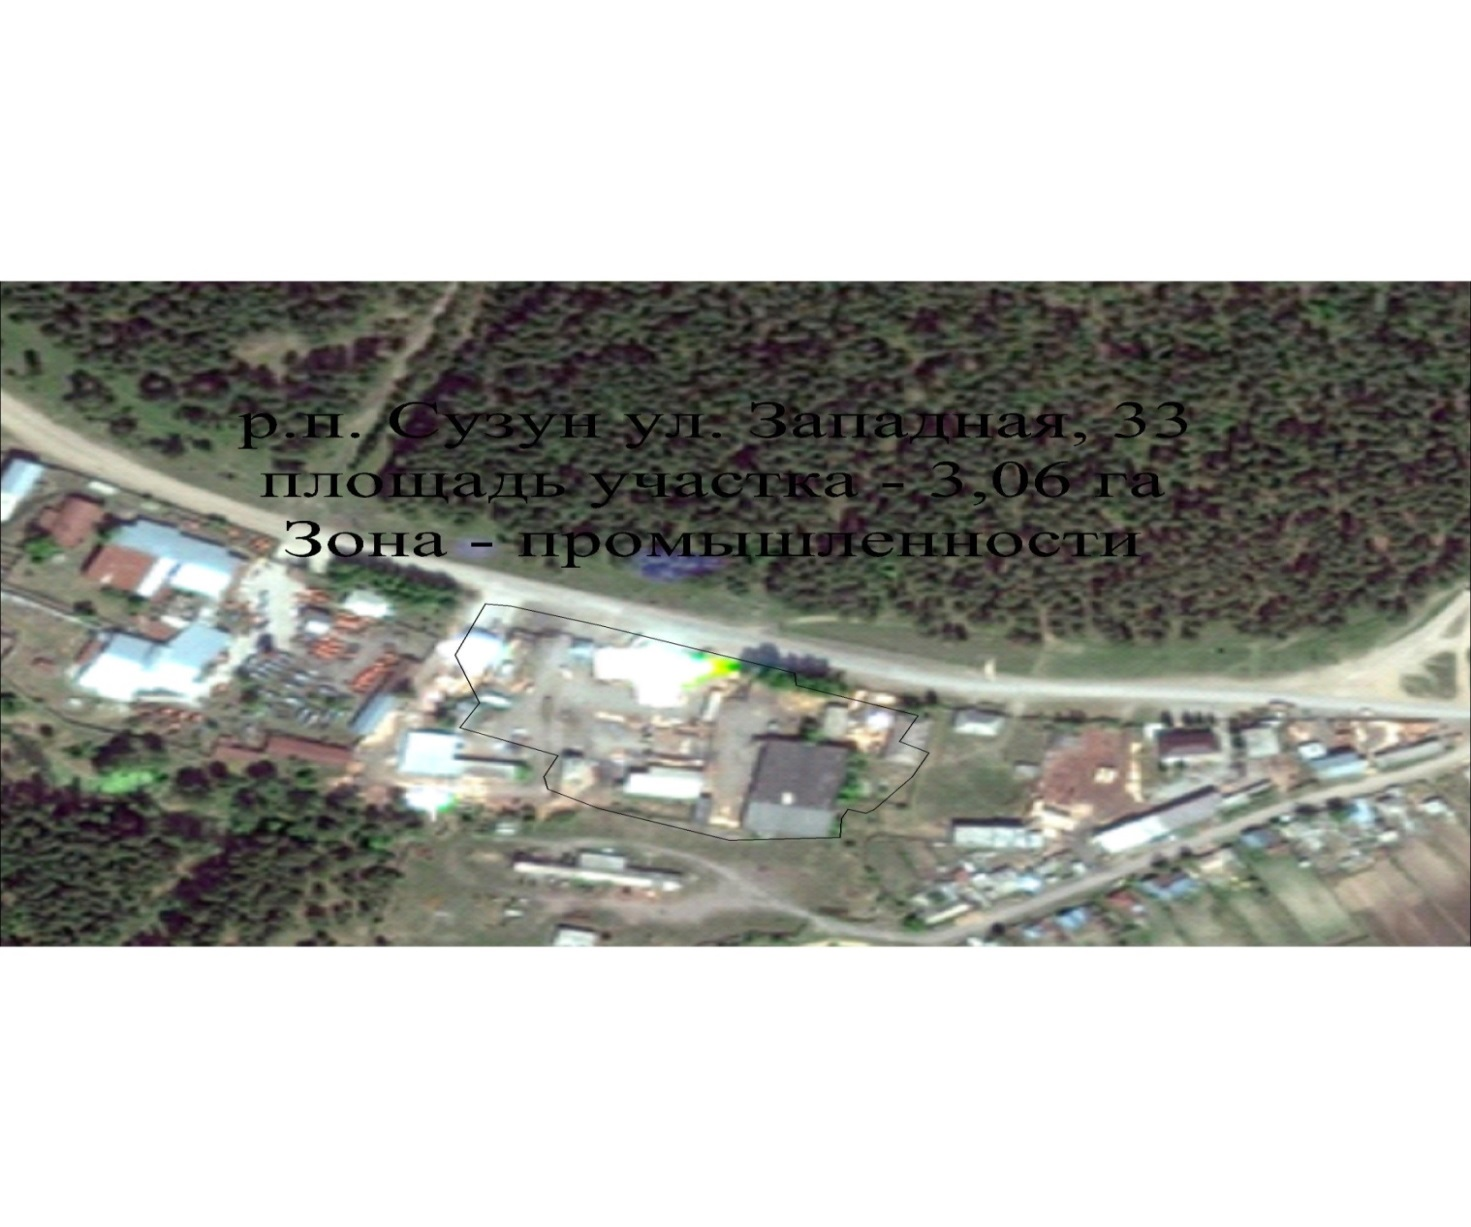 р.п. Сузун ул. Западная, 33
площадь участка - 3,06 га
Зона - промышленности